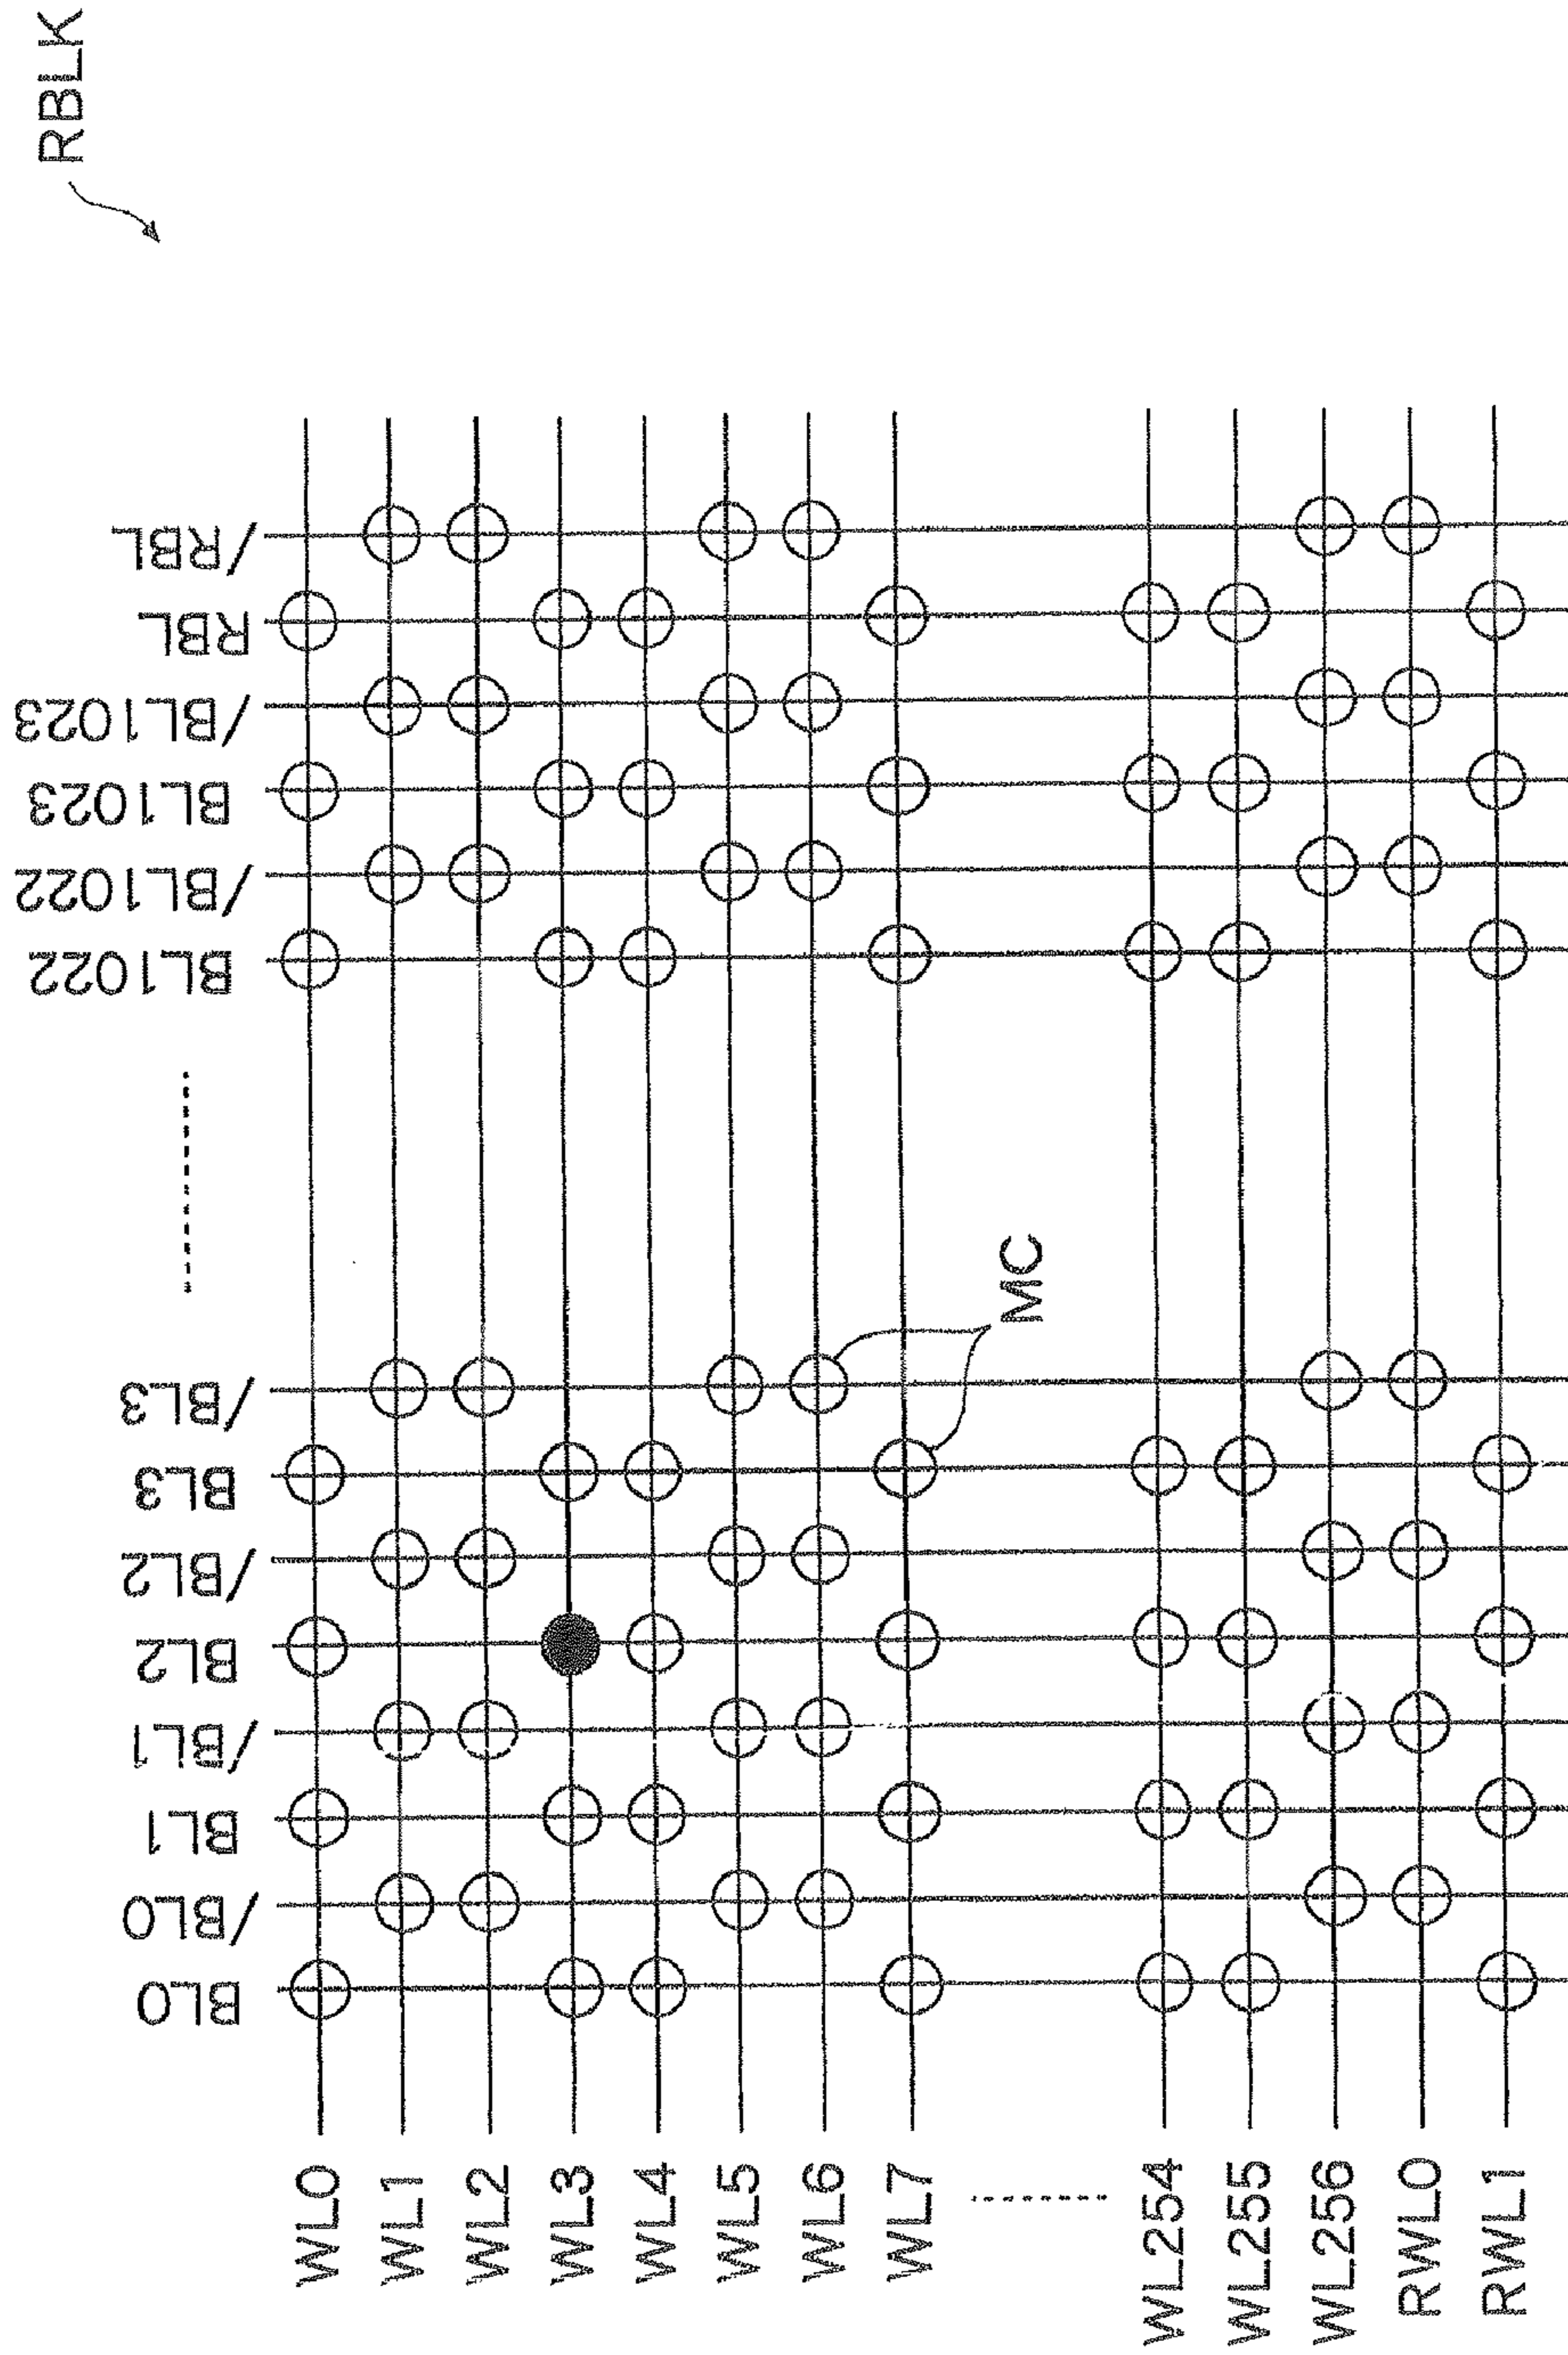 RBLK
/RBL
RBL
/BL1023
BL1023
/BL1022
BL1022
/BL3
BL3
/BL2
BL2
/BL1
BL1
/BL0
BL0
MC
WL0
WL1
WL2
WL3
WL4
WL5
WL6
WL7
WL254
WL255
WL256
RWL0
RWL1